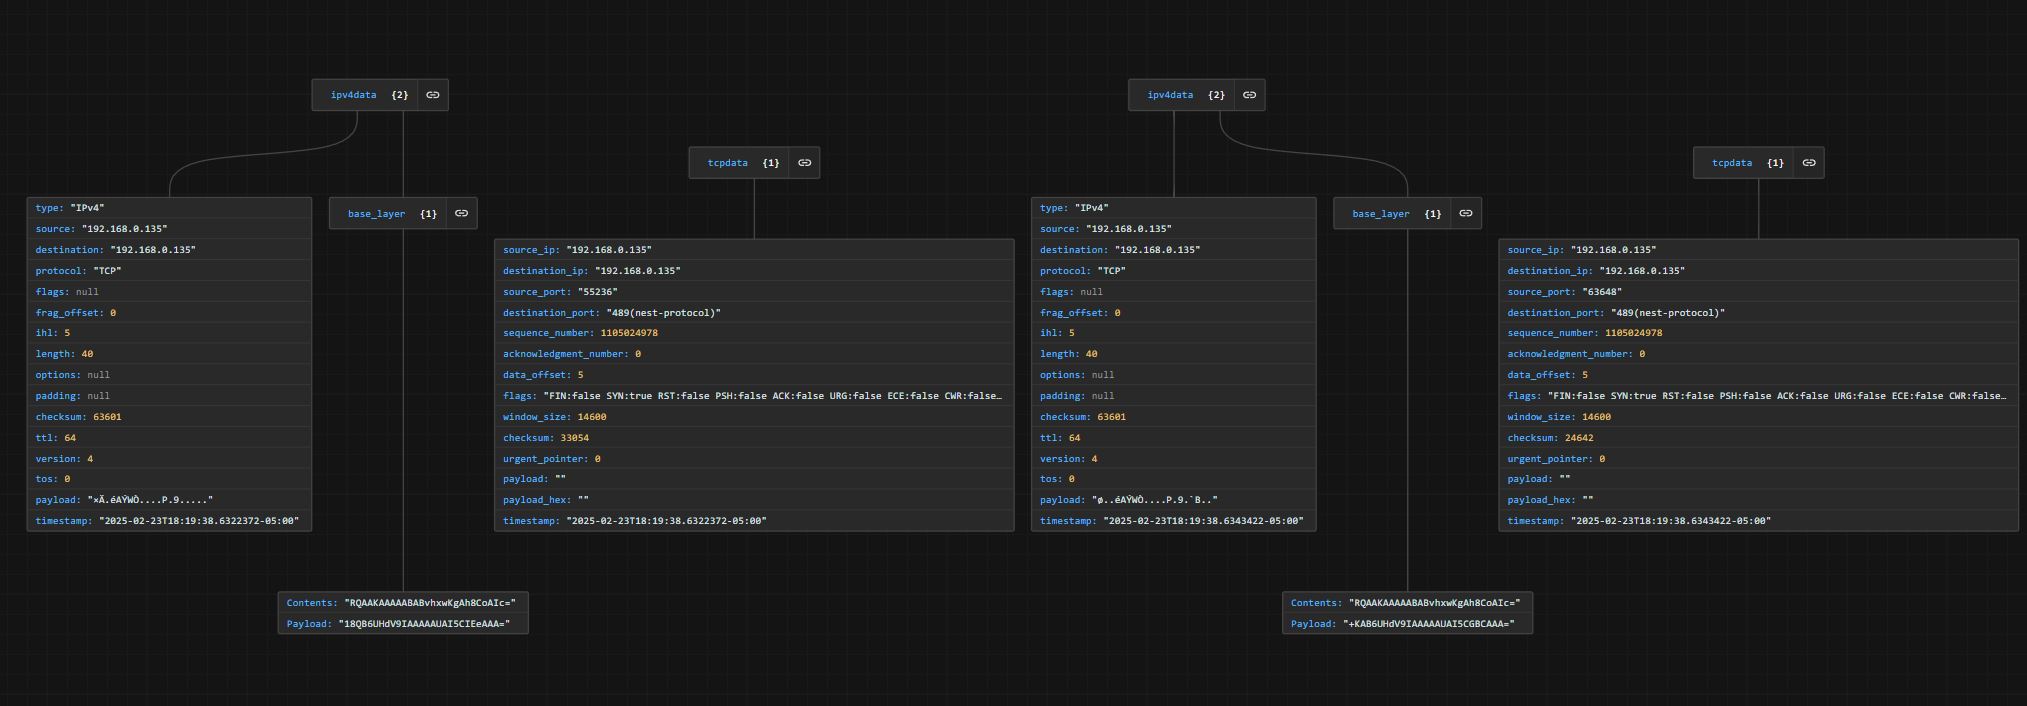 ipv4data {2}
type: "IPv4"
source: "192.168.0.135"
destination: "192.168.0.135"
protocol: "TCP"
flags: null
frag_offset: 0
ihl: 5
length: 40
options: null
padding: null
checksum: 63601
ttl: 64
version: 4
tos: 0
payload: "×Ä.éAÝWÒ....P.9....."
timestamp: "2025-02-23T18:19:38.6322372-05:00"
base_layer {1}
Contents: "RQAAKAAAAABABvhxwKgAh8CoAIc="
Payload: "18QB6UHdV9IAAAAAUAI5CIEeAAA="
tcpdata {1}
source_ip: "192.168.0.135"
destination_ip: "192.168.0.135"
source_port: "55236"
destination_port: "489(nest-protocol)"
sequence_number: 1105024978
acknowledgment_number: 0
data_offset: 5
flags: "FIN:false SYN:true RST:false PSH:false ACK:false URG:false ECE:false CWR:false…
window_size: 14600
checksum: 33054
urgent_pointer: 0
payload: ""
payload_hex: ""
timestamp: "2025-02-23T18:19:38.6322372-05:00"
ipv4data {2}
type: "IPv4"
source: "192.168.0.135"
destination: "192.168.0.135"
protocol: "TCP"
flags: null
frag_offset: 0
ihl: 5
length: 40
options: null
padding: null
checksum: 63601
ttl: 64
version: 4
tos: 0
payload: "ø..éAÝWÒ....P.9.`B.."
timestamp: "2025-02-23T18:19:38.6343422-05:00"
base_layer {1}
Contents: "RQAAKAAAAABABvhxwKgAh8CoAIc="
Payload: "+KAB6UHdV9IAAAAAUAI5CGBCAAA="
tcpdata {1}
source_ip: "192.168.0.135"
destination_ip: "192.168.0.135"
source_port: "63648"
destination_port: "489(nest-protocol)"
sequence_number: 1105024978
acknowledgment_number: 0
data_offset: 5
flags: "FIN:false SYN:true RST:false PSH:false ACK:false URG:false ECE:false CWR:false…
window_size: 14600
checksum: 24642
urgent_pointer: 0
payload: ""
payload_hex: ""
timestamp: "2025-02-23T18:19:38.6343422-05:00"